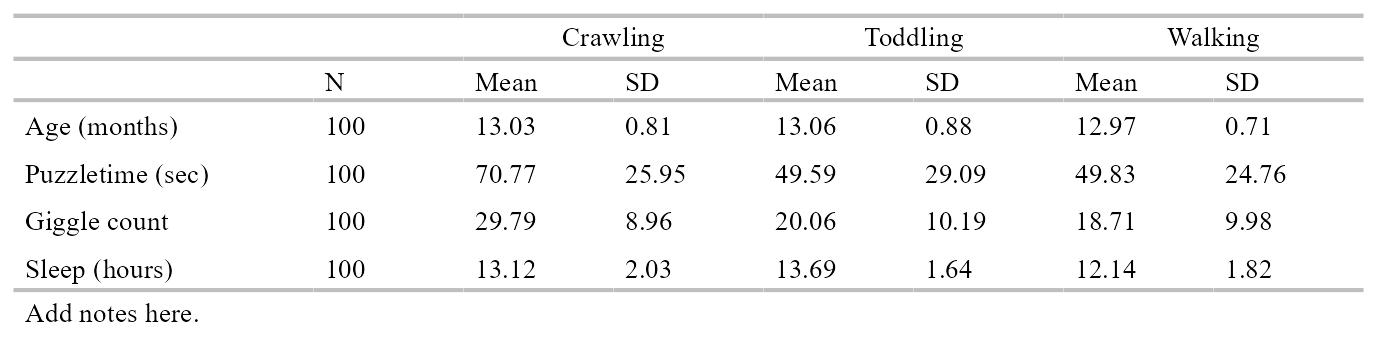 Crawling Toddling Walking
N Mean SD Mean SD Mean SD
Age (months) 100 13.03 0.81 13.06 0.88 12.97 0.71
Puzzletime (sec) 100 70.77 25.95 49.59 29.09 49.83 24.76
Giggle count 100 29.79 8.96 20.06 10.19 18.71 9.98
Sleep (hours) 100 13.12 2.03 13.69 1.64 12.14 1.82
Add notes here.